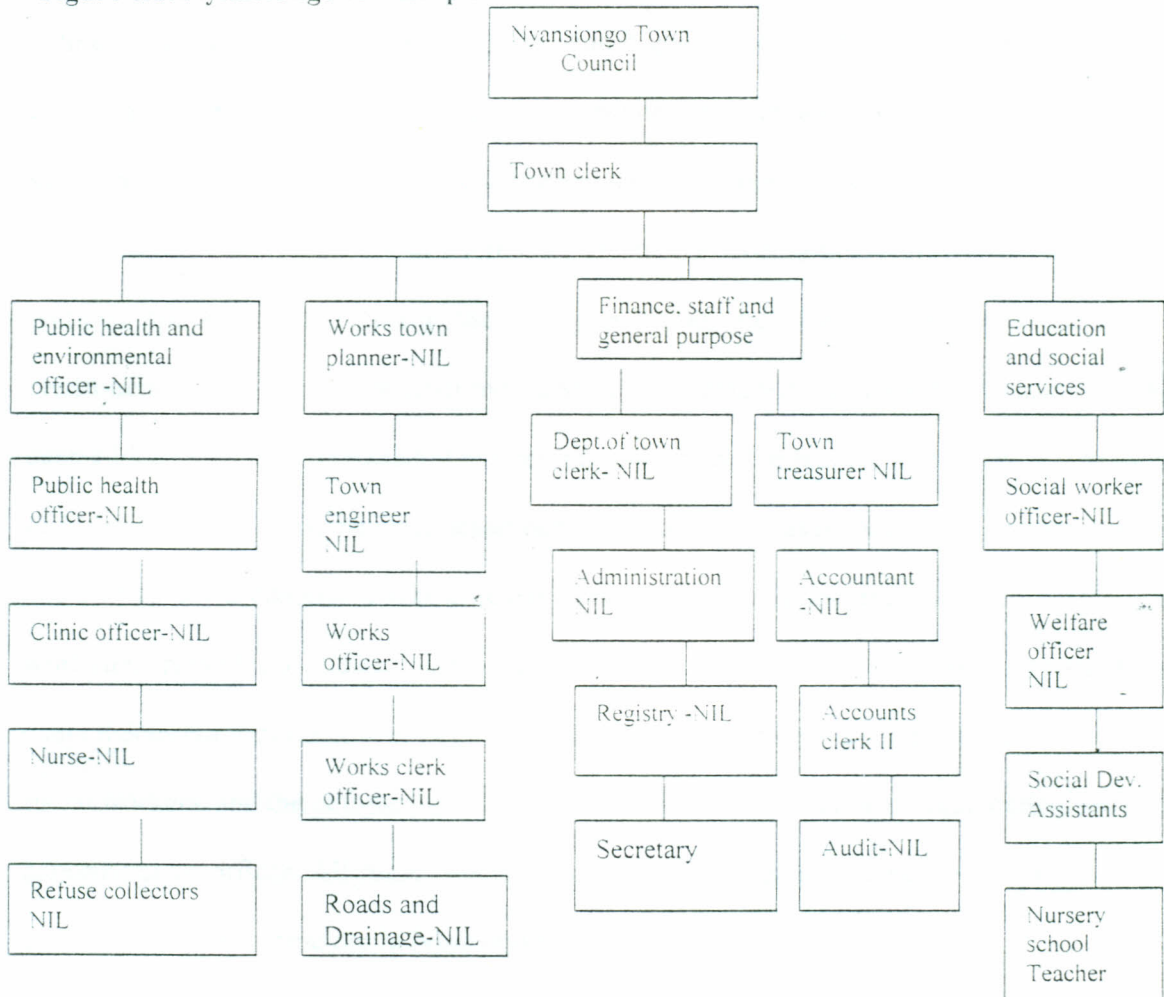 Nyansiongo Town
Council
Town clerk
Public health and
environmental
officer -NIL
Works town
planner-NIL
Finance, staff and
general purpose
Education
and social
services
Public health
officer-NIL
Town
engineer
NIL
Dept.of town
clerk- NIL
Town
treasurer NIL
Social worker
officer-NIL
Clinic officer-NIL
Works
officer-NIL
Administration
NIL
Accountant
-NIL
Welfare
officer
NIL
Nurse-NIL
Works clerk
officer-NIL
Registry -NIL
Accounts
clerk II
Social Dev.
Assistants
Refuse collectors
NIL
Roads and
Drainage-NIL
Secretary
Audit-NIL
Nursery
school
Teacher